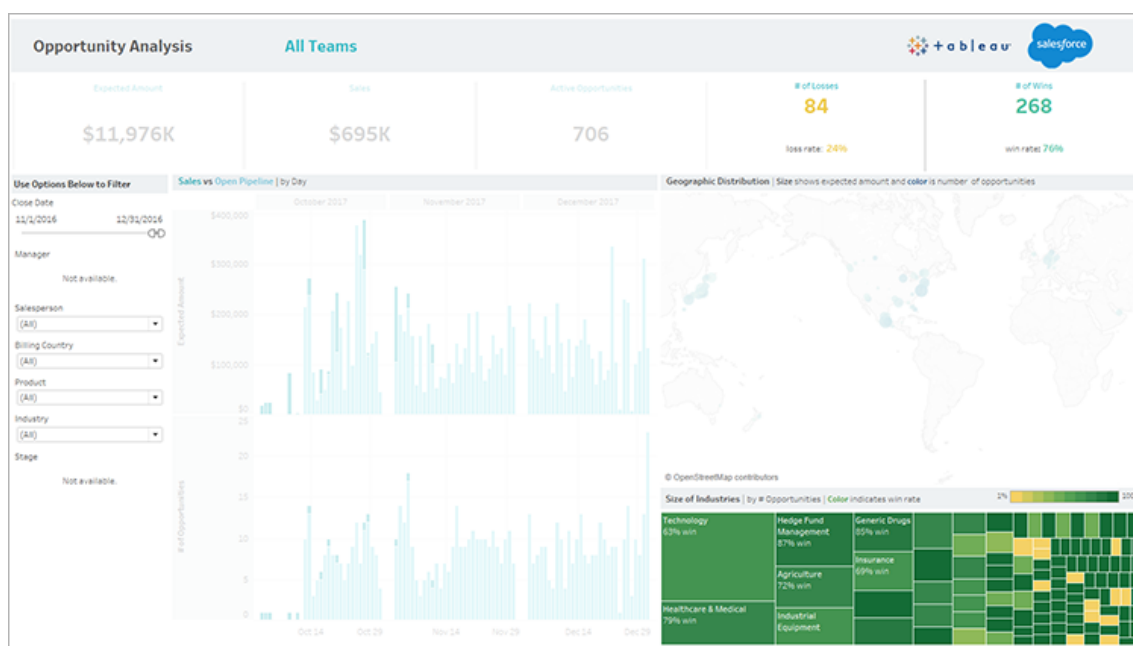 Opportunity Analysis
All Teams
+ a b l e a u
salesforce
Expected Amount
$11,976K
Sales
$695K
Active Opportunities
706
# of Losses
84
loss rate: 24%
# of Wins
268
win rate: 76%
Use Options Below to Filter
Close Date
11/1/2016 12/31/2016
Manager
Not available.
Salesperson
(All)
Billing Country
(All)
Product
(All)
Industry
(All)
Stage
Not available.
Sales vs Open Pipeline | by Day
October 2017 November 2017 December 2017
Expected Amount
$400,000
$300,000
$200,000
$100,000
$0
# of Opportunities
25
20
15
10
5
0
Oct 14 Oct 29 Nov 14 Nov 29 Dec 14 Dec 29
Geographic Distribution | Size shows expected amount and color is number of opportunities
© OpenStreetMap contributors
Size of Industries | by # Opportunities | Color indicates win rate
1% 100
Technology
63% win
Healthcare & Medical
79% win
Hedge Fund
Management
87% win
Agriculture
72% win
Industrial
Equipment
Generic Drugs
85% win
Insurance
69% win